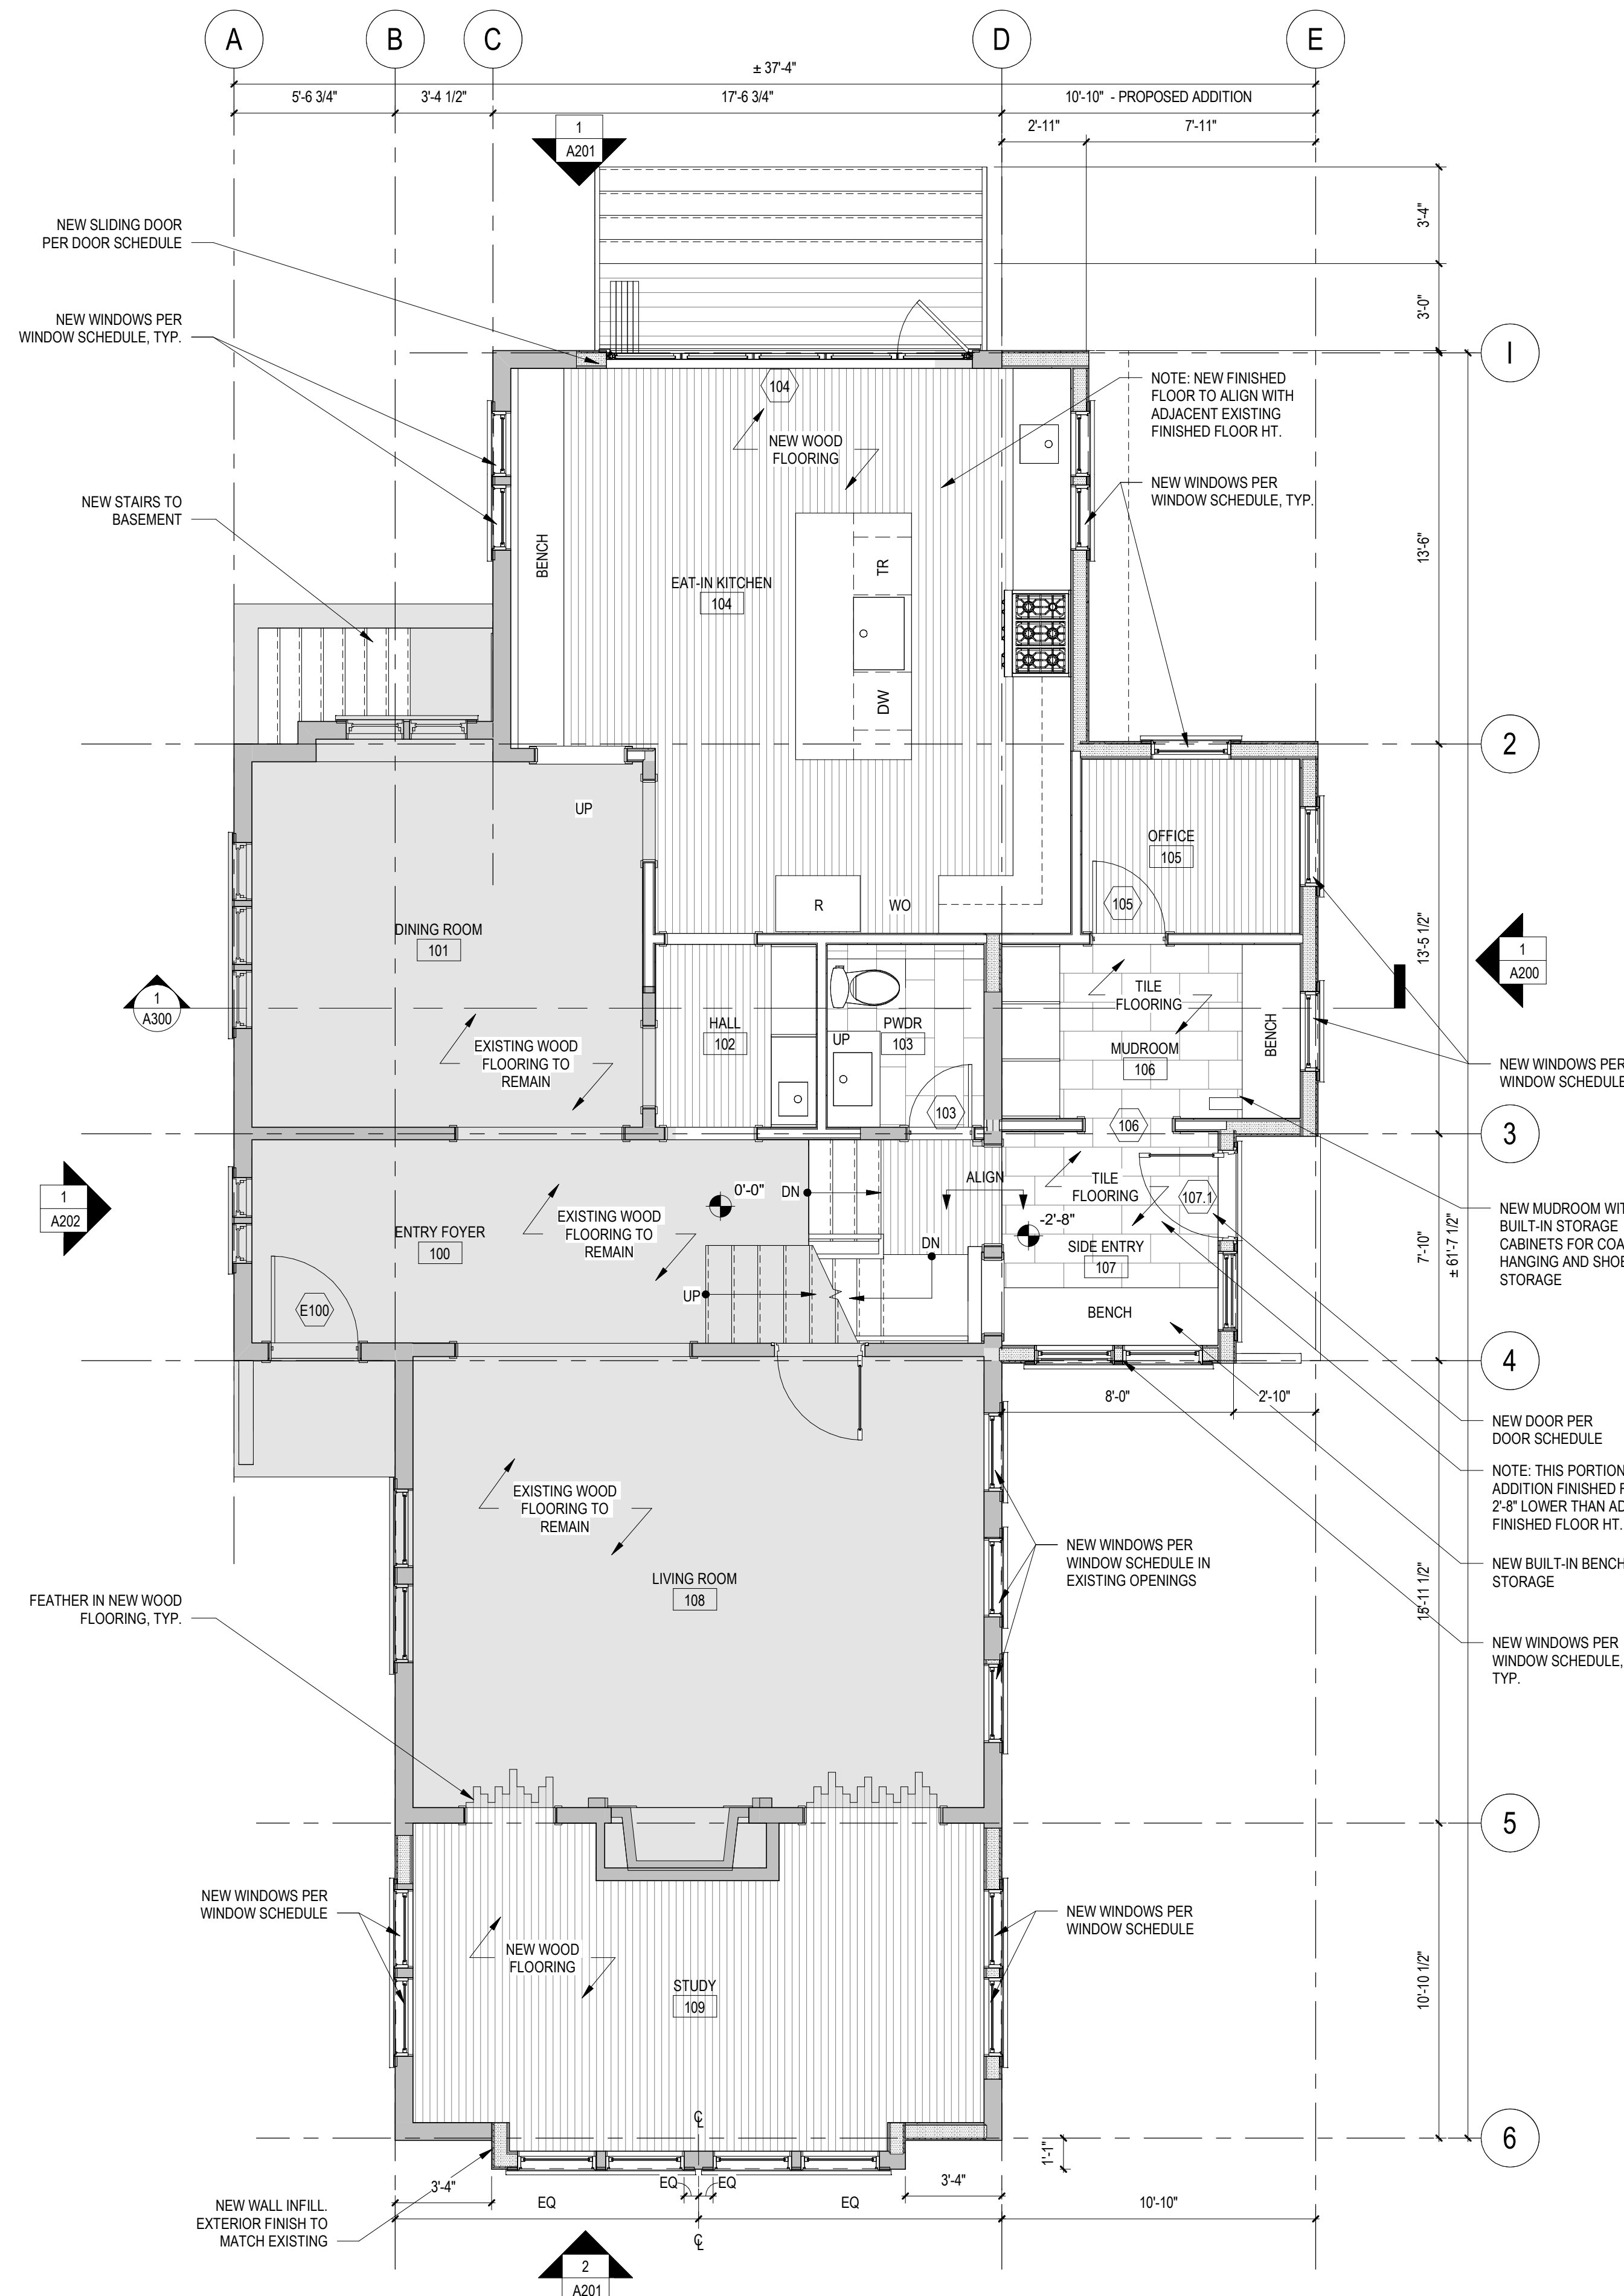 A
B
C
D
E
± 37'-4"
5'-6 3/4"
3'-4 1/2"
17'-6 3/4"
10'-10" - PROPOSED ADDITION
2'-11"
7'-11"
1
A201
3'-4"
3'-0"
NEW SLIDING DOOR
PER DOOR SCHEDULE
NEW WINDOWS PER
WINDOW SCHEDULE, TYP.
NEW STAIRS TO
BASEMENT
I
104
NEW WOOD
FLOORING
NOTE: NEW FINISHED
FLOOR TO ALIGN WITH
ADJACENT EXISTING
FINISHED FLOOR HT.
NEW WINDOWS PER
WINDOW SCHEDULE, TYP.
13'-6"
BENCH
EAT-IN KITCHEN
104
TR
DW
2
UP
OFFICE
105
105
R
WO
DINING ROOM
101
13'-5 1/2"
1
A200
1
A300
EXISTING WOOD
FLOORING TO
REMAIN
HALL
102
PWDR
103
UP
103
TILE
FLOORING
MUDROOM
106
BENCH
106
NEW WINDOWS PER
WINDOW SCHEDULE
3
1
A202
ENTRY FOYER
100
EXISTING WOOD
FLOORING TO
REMAIN
0'-0"
DN
ALIGN
DN
UP
TILE
FLOORING
107.1
-2'-8"
SIDE ENTRY
107
BENCH
E100
7'-10"
± 61'-7 1/2"
NEW MUDROOM WIT
BUILT-IN STORAGE
CABINETS FOR COA
HANGING AND SHOE
STORAGE
4
8'-0"
2'-10"
NEW DOOR PER
DOOR SCHEDULE
NOTE: THIS PORTION
ADDITION FINISHED F
2'-8" LOWER THAN AD
FINISHED FLOOR HT.
EXISTING WOOD
FLOORING TO
REMAIN
NEW WINDOWS PER
WINDOW SCHEDULE IN
EXISTING OPENINGS
NEW BUILT-IN BENCH
STORAGE
LIVING ROOM
108
15'-11 1/2"
FEATHER IN NEW WOOD
FLOORING, TYP.
NEW WINDOWS PER
WINDOW SCHEDULE,
TYP.
5
NEW WINDOWS PER
WINDOW SCHEDULE
NEW WINDOWS PER
WINDOW SCHEDULE
NEW WOOD
FLOORING
STUDY
109
10'-10 1/2"
℄
6
1'-1"
3'-4"
EQ
EQ
3'-4"
EQ
EQ
10'-10"
NEW WALL INFILL.
EXTERIOR FINISH TO
MATCH EXISTING
℄
2
A201